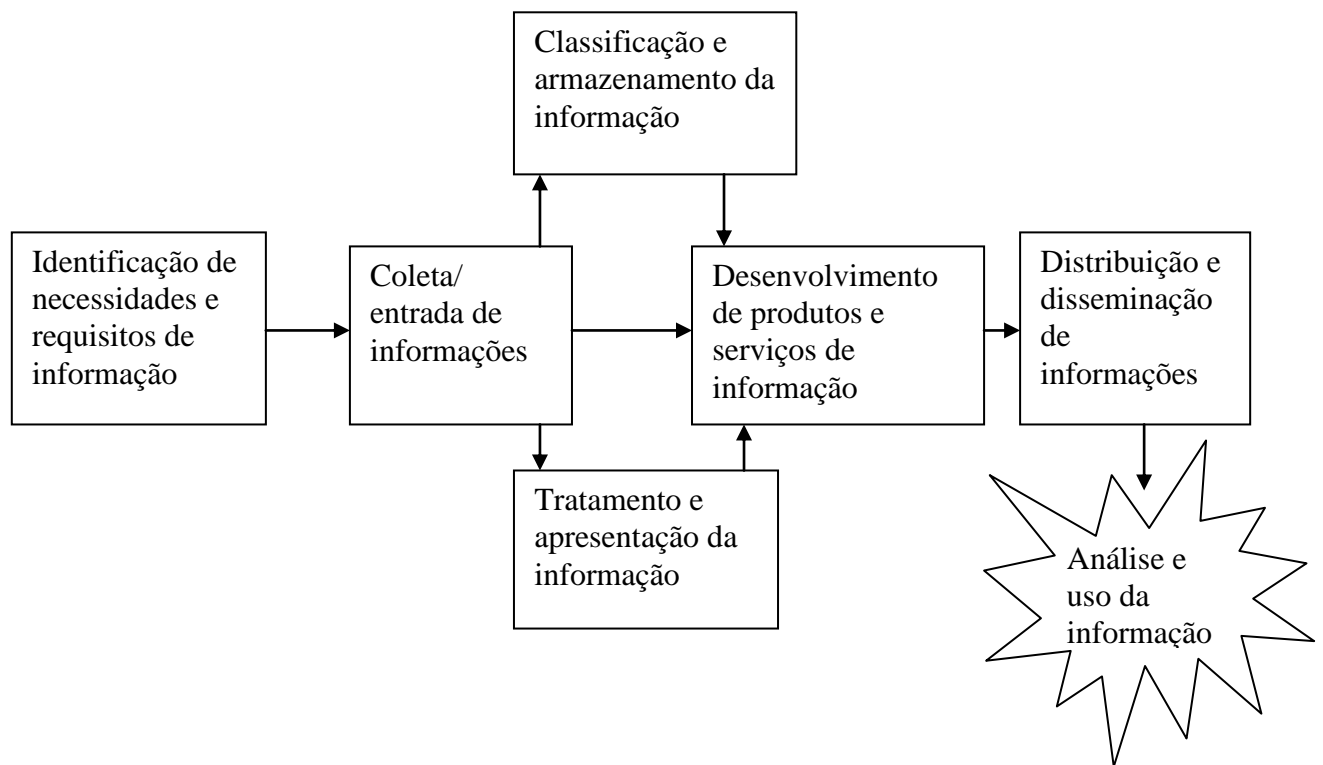 Classificação e
armazenamento da
informação
Identificação de
necessidades e
requisitos de
informação
Coleta/
entrada de
informações
Desenvolvimento
de produtos e
serviços de
informação
Distribuição e
disseminação
de
informações
Tratamento e
apresentação da
informação
Análise e
uso da
informação